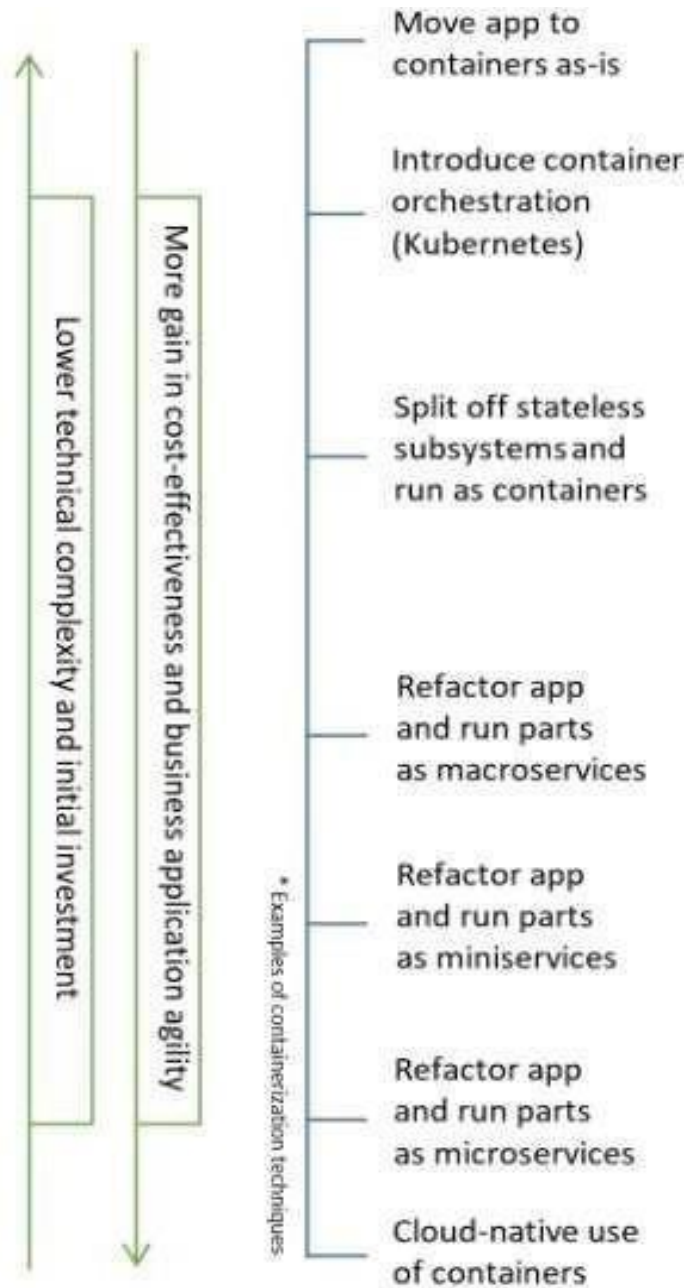 Move app to
containers as-is
Introduce container
orchestration
(Kubernetes)
Split off stateless
subsystems and
run as containers
Refactor app
and run parts
as macroservices
Refactor app
and run parts
as miniservices
Refactor app
and run parts
as microservices
Cloud-native use
of containers
Lower technical complexity and initial investment
More gain in cost-effectiveness and business application agility
* Examples of containerization techniques